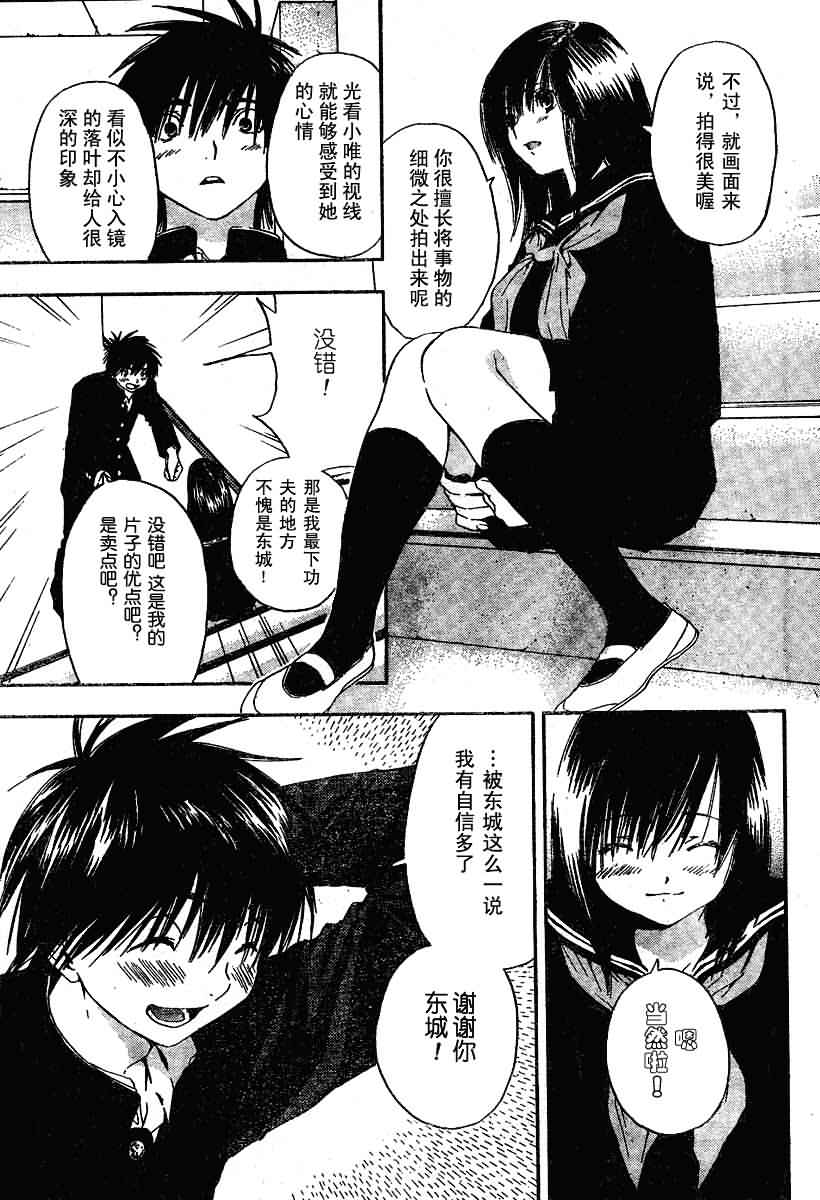 不过，就画面来
说，拍得很美喔
你很擅长将事物的
细微之处拍出来呢
光看小唯的视线
就能够感受到她
的心情
看似不小心入镜
的落叶却给人很
深的印象
没错！
那是我最下功
夫的地方
不愧是东城！
没错吧 这是我的
片子的优点吧？
是卖点吧？
嗯
当然啦！
…被东城这么一说
我有自信多了
谢谢你
东城！